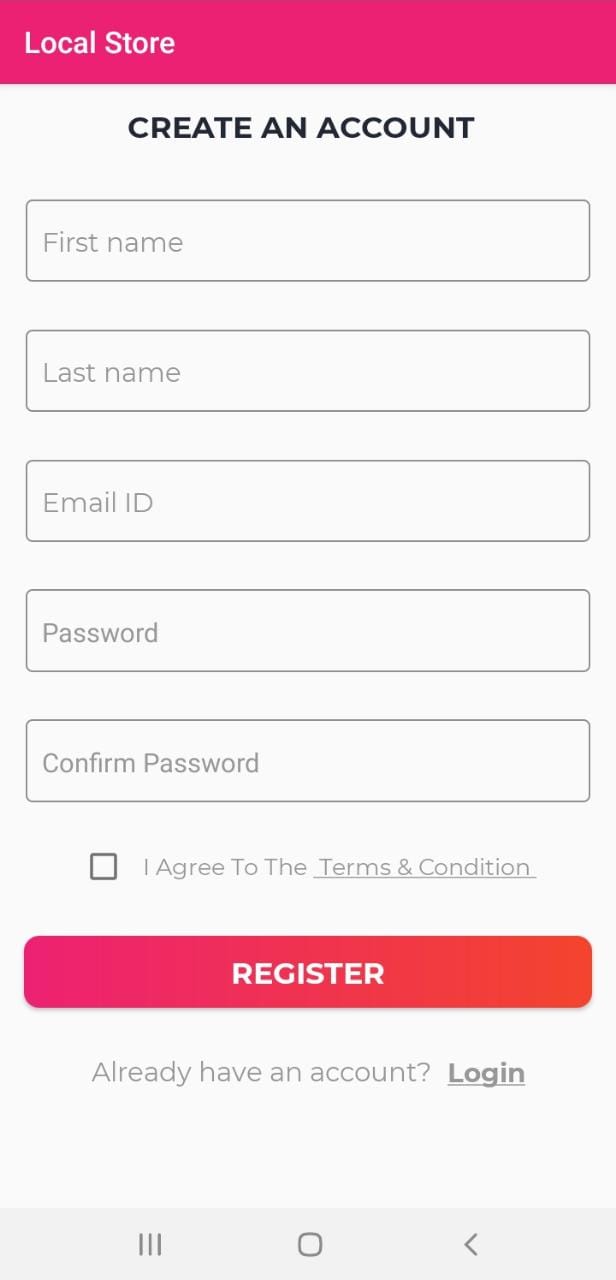 Local Store
CREATE AN ACCOUNT
First name
Last name
Email ID
Password
Confirm Password
I Agree To The Terms & Condition
REGISTER
Already have an account? Login